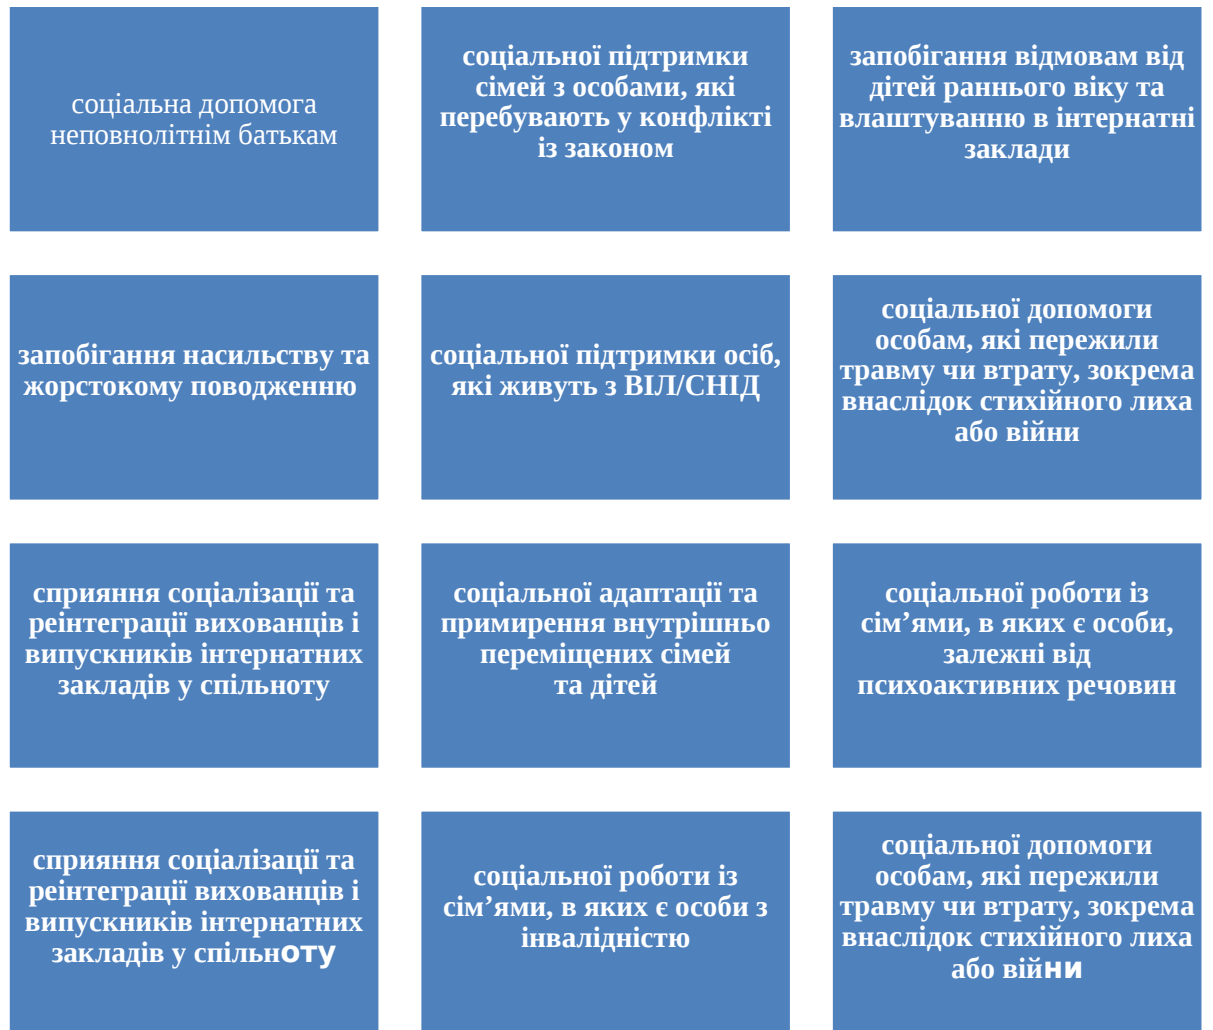 соціальна допомога
неповнолітнім батькам
соціальної підтримки
сімей з особами, які
перебувають у конфлікті
із законом
запобігання відмовам від
дітей раннього віку та
влаштуванню в інтернатні
заклади
запобігання насильству та
жорстокому поводженню
соціальної підтримки осіб,
які живуть з ВІЛ/СНІД
соціальної допомоги
особам, які пережили
травму чи втрату, зокрема
внаслідок стихійного лиха
або війни
сприяння соціалізації та
реінтеграції вихованців і
випускників інтернатних
закладів у спільноту
соціальної адаптації та
примирення внутрішньо
переміщених сімей
та дітей
соціальної роботи із
сім’ями, в яких є особи,
залежні від
психоактивних речовин
сприяння соціалізації та
реінтеграції вихованців і
випускників інтернатних
закладів у спільноту
соціальної роботи із
сім’ями, в яких є особи з
інвалідністю
соціальної допомоги
особам, які пережили
травму чи втрату, зокрема
внаслідок стихійного лиха
або війни